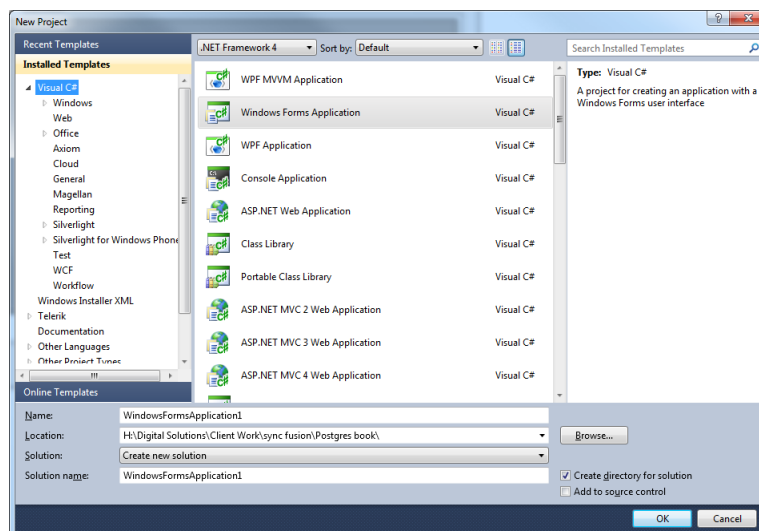 New Project
Recent Templates
Installed Templates
Visual C#
Windows
Web
Office
Axiom
Cloud
General
Magellan
Reporting
Silverlight
Silverlight for Windows Phone
Test
WCF
Workflow
Windows Installer XML
Telerik
Documentation
Other Languages
Other Project Types
Online Templates
.NET Framework 4 Sort by: Default
WPF MVVM Application Visual C#
Windows Forms Application Visual C#
WPF Application Visual C#
Console Application Visual C#
ASP.NET Web Application Visual C#
Class Library Visual C#
Portable Class Library Visual C#
ASP.NET MVC 2 Web Application Visual C#
ASP.NET MVC 3 Web Application Visual C#
ASP.NET MVC 4 Web Application Visual C#
Search Installed Templates
Type: Visual C#
A project for creating an application with a
Windows Forms user interface
Name: WindowsFormsApplication1
Location: H:\Digital Solutions\Client Work\sync fusion\Postgres book\ Browse...
Solution: Create new solution
Solution name: WindowsFormsApplication1
Create directory for solution
Add to source control
OK Cancel